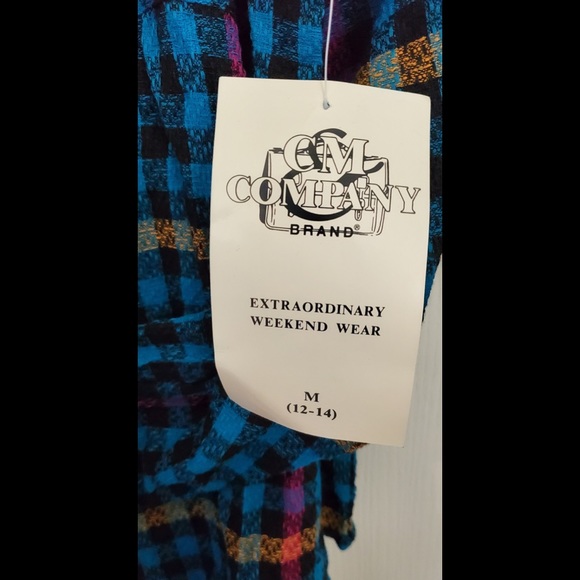 CM
& COMPANY
BRAND®
EXTRAORDINARY
WEEKEND WEAR
M
(12-14)